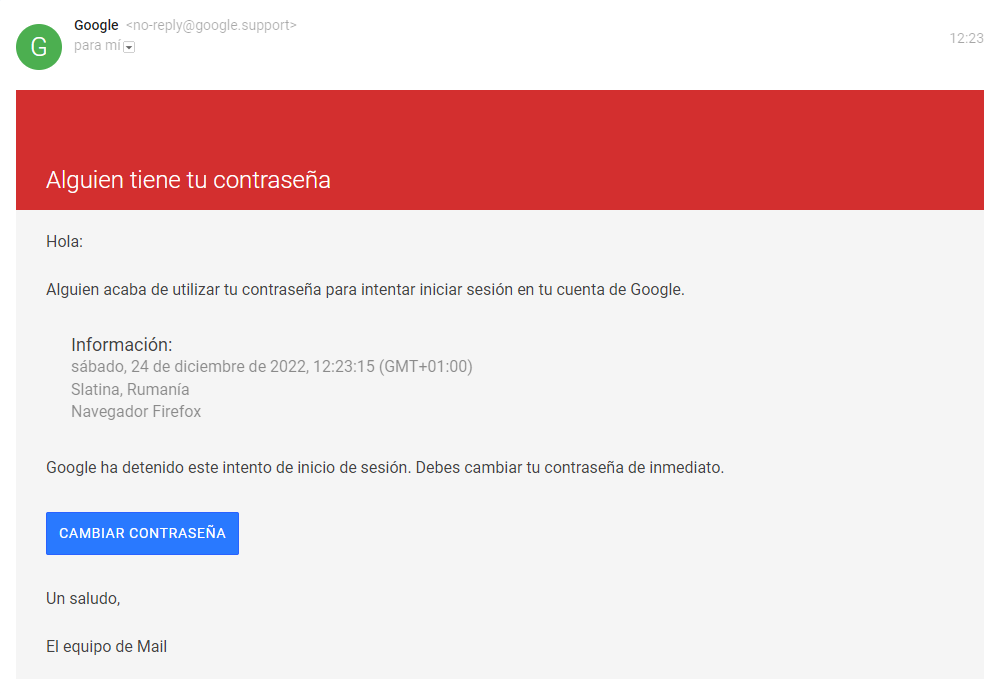 Google <no-reply@google.support>
para mí
12:23
G
Alguien tiene tu contraseña
Hola:
Alguien acaba de utilizar tu contraseña para intentar iniciar sesión en tu cuenta de Google.
Información:
sábado, 24 de diciembre de 2022, 12:23:15 (GMT+01:00)
Slatina, Rumanía
Navegador Firefox
Google ha detenido este intento de inicio de sesión. Debes cambiar tu contraseña de inmediato.
CAMBIAR CONTRASEÑA
Un saludo,
El equipo de Mail